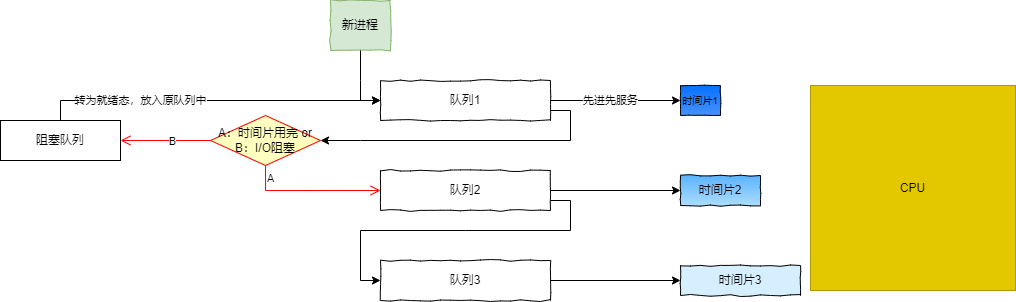 新进程
转为就绪态，放入原队列中
队列1
先进先服务
时间片1
阻塞队列
B
A：时间片用完 or
B：I/O阻塞
A
队列2
时间片2
CPU
队列3
时间片3